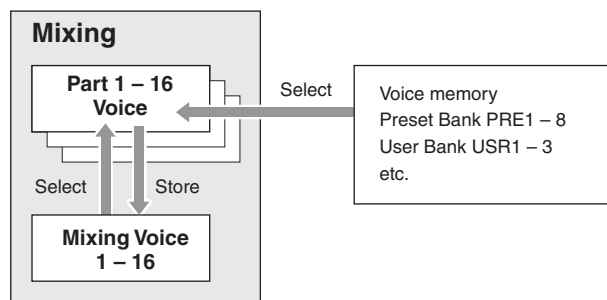 Mixing
Part 1 – 16
Voice
Select
Voice memory
Preset Bank PRE1 – 8
User Bank USR1 – 3
etc.
Select
Store
Mixing Voice
1 – 16